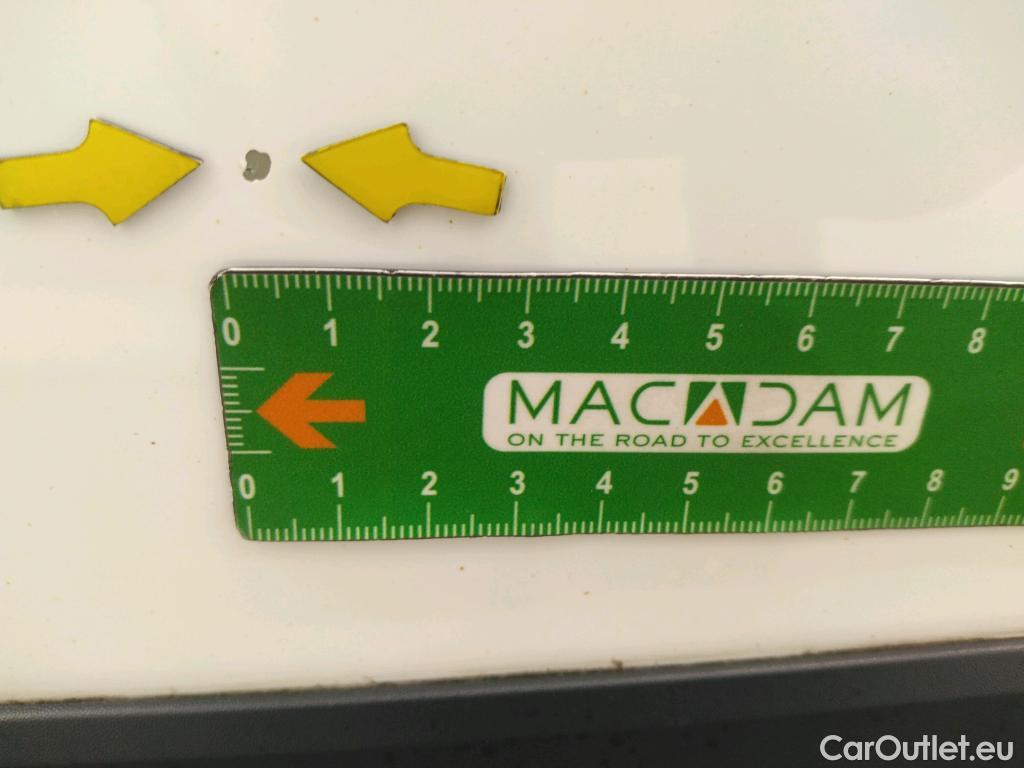 0 1 2 3 4 5 6 7 8
MACADAM
ON THE ROAD TO EXCELLENCE
0 1 2 3 4 5 6 7 8 9
CarOutlet.eu